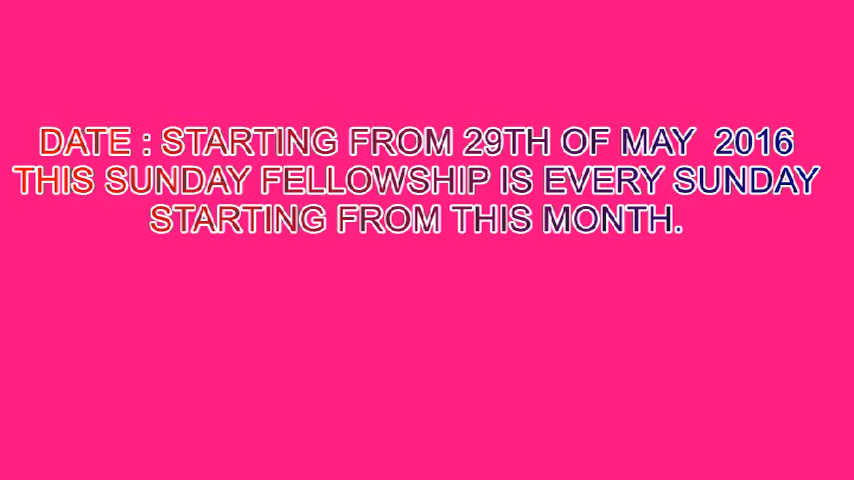 DATE : STARTING FROM 29TH OF MAY  2016
THIS SUNDAY FELLOWSHIP IS EVERY SUNDAY
STARTING FROM THIS MONTH.